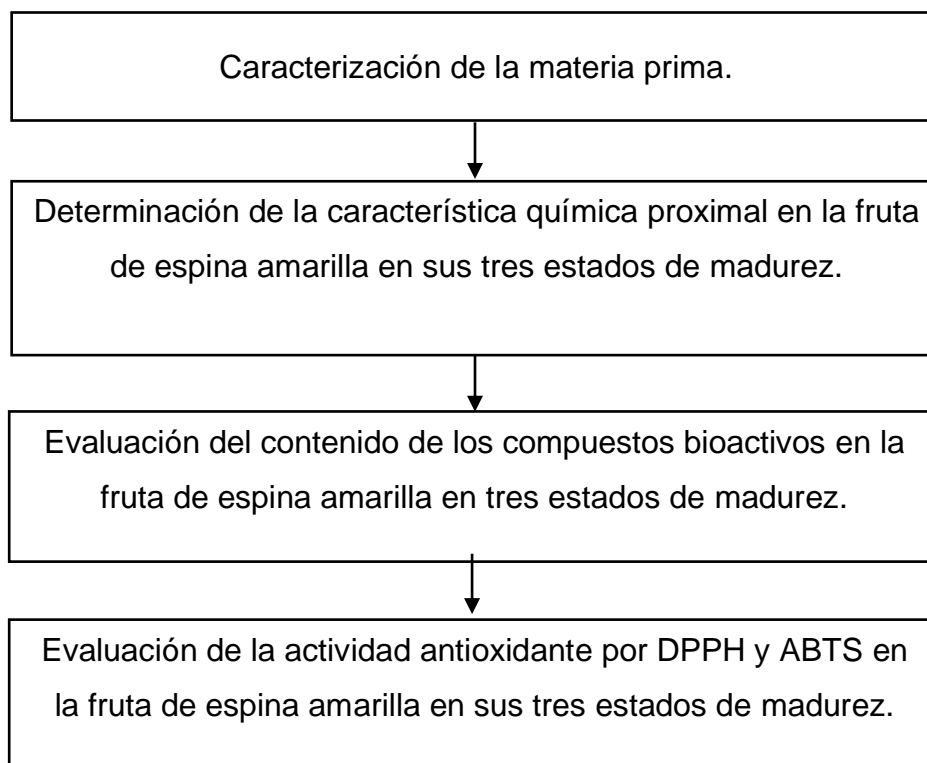 Caracterización de la materia prima.
Determinación de la característica química proximal en la fruta
de espina amarilla en sus tres estados de madurez.
Evaluación del contenido de los compuestos bioactivos en la
fruta de espina amarilla en tres estados de madurez.
Evaluación de la actividad antioxidante por DPPH y ABTS en
la fruta de espina amarilla en sus tres estados de madurez.